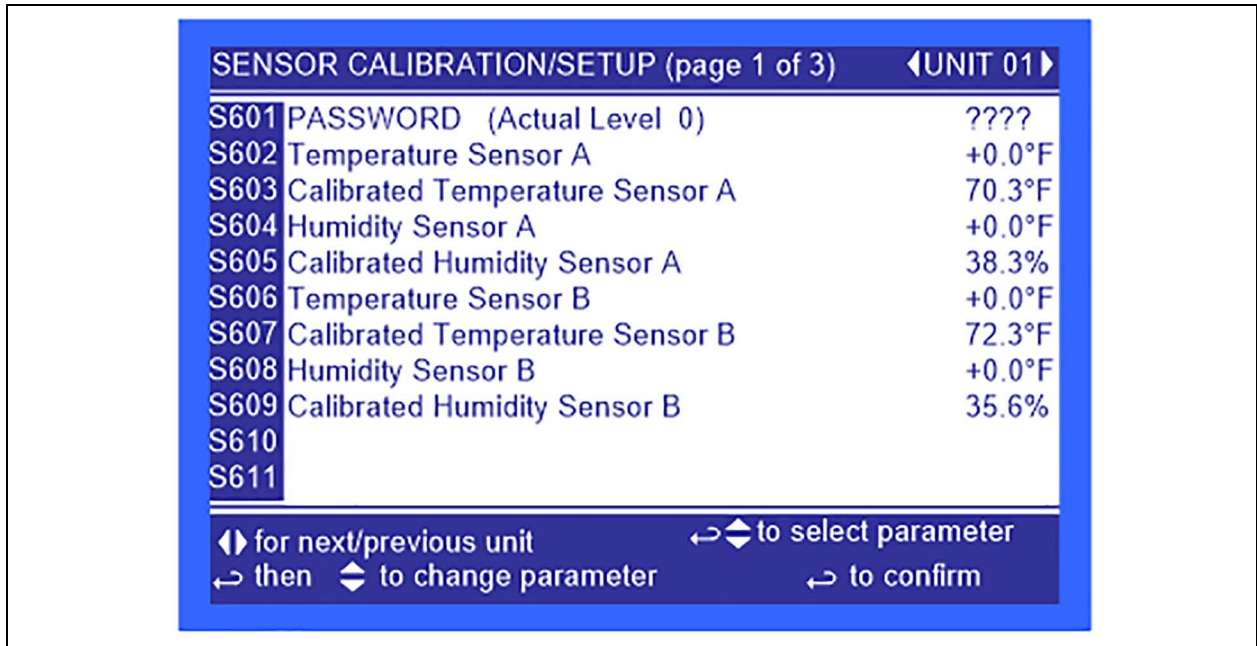 SENSOR CALIBRATION/SETUP (page 1 of 3) UNIT 01
S601 PASSWORD (Actual Level 0) ????
S602 Temperature Sensor A +0.0°F
S603 Calibrated Temperature Sensor A 70.3°F
S604 Humidity Sensor A +0.0°F
S605 Calibrated Humidity Sensor A 38.3%
S606 Temperature Sensor B +0.0°F
S607 Calibrated Temperature Sensor B 72.3°F
S608 Humidity Sensor B +0.0°F
S609 Calibrated Humidity Sensor B 35.6%
S610
S611
for next/previous unit to select parameter
then to change parameter to confirm